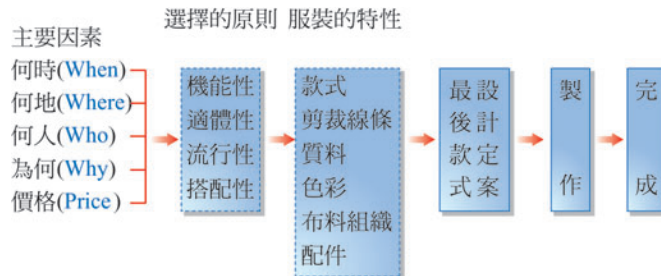 主要因素
何時(When)
何地(Where)
何人(Who)
為何(Why)
價格(Price)
選擇的原則
機能性
適體性
流行性
搭配性
服裝的特性
款式
剪裁線條
質料
色彩
布料組織
配件
設計定案
最後款式
製作
完成